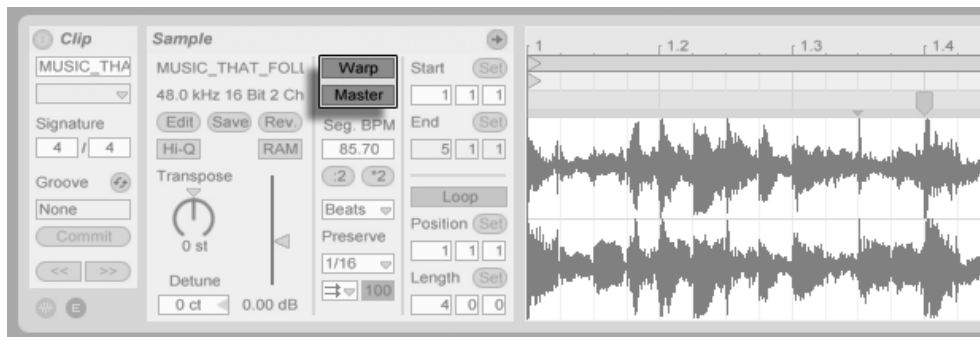 Clip
MUSIC_THA
Signature
4 / 4
Groove
None
Commit
<< >>
E
Sample
MUSIC_THAT_FOLL
48.0 kHz 16 Bit 2 Ch
Edit Save Rev.
Hi-Q RAM
Transpose
0 st
Detune
0 ct 0.00 dB
Warp
Master
Seg. BPM
85.70
:2 *2
Beats
Preserve
1/16
100
Start Set
1 1 1
End Set
5 1 1
Loop
Position Set
1 1 1
Length Set
4 0 0
1 1.2 1.3 1.4